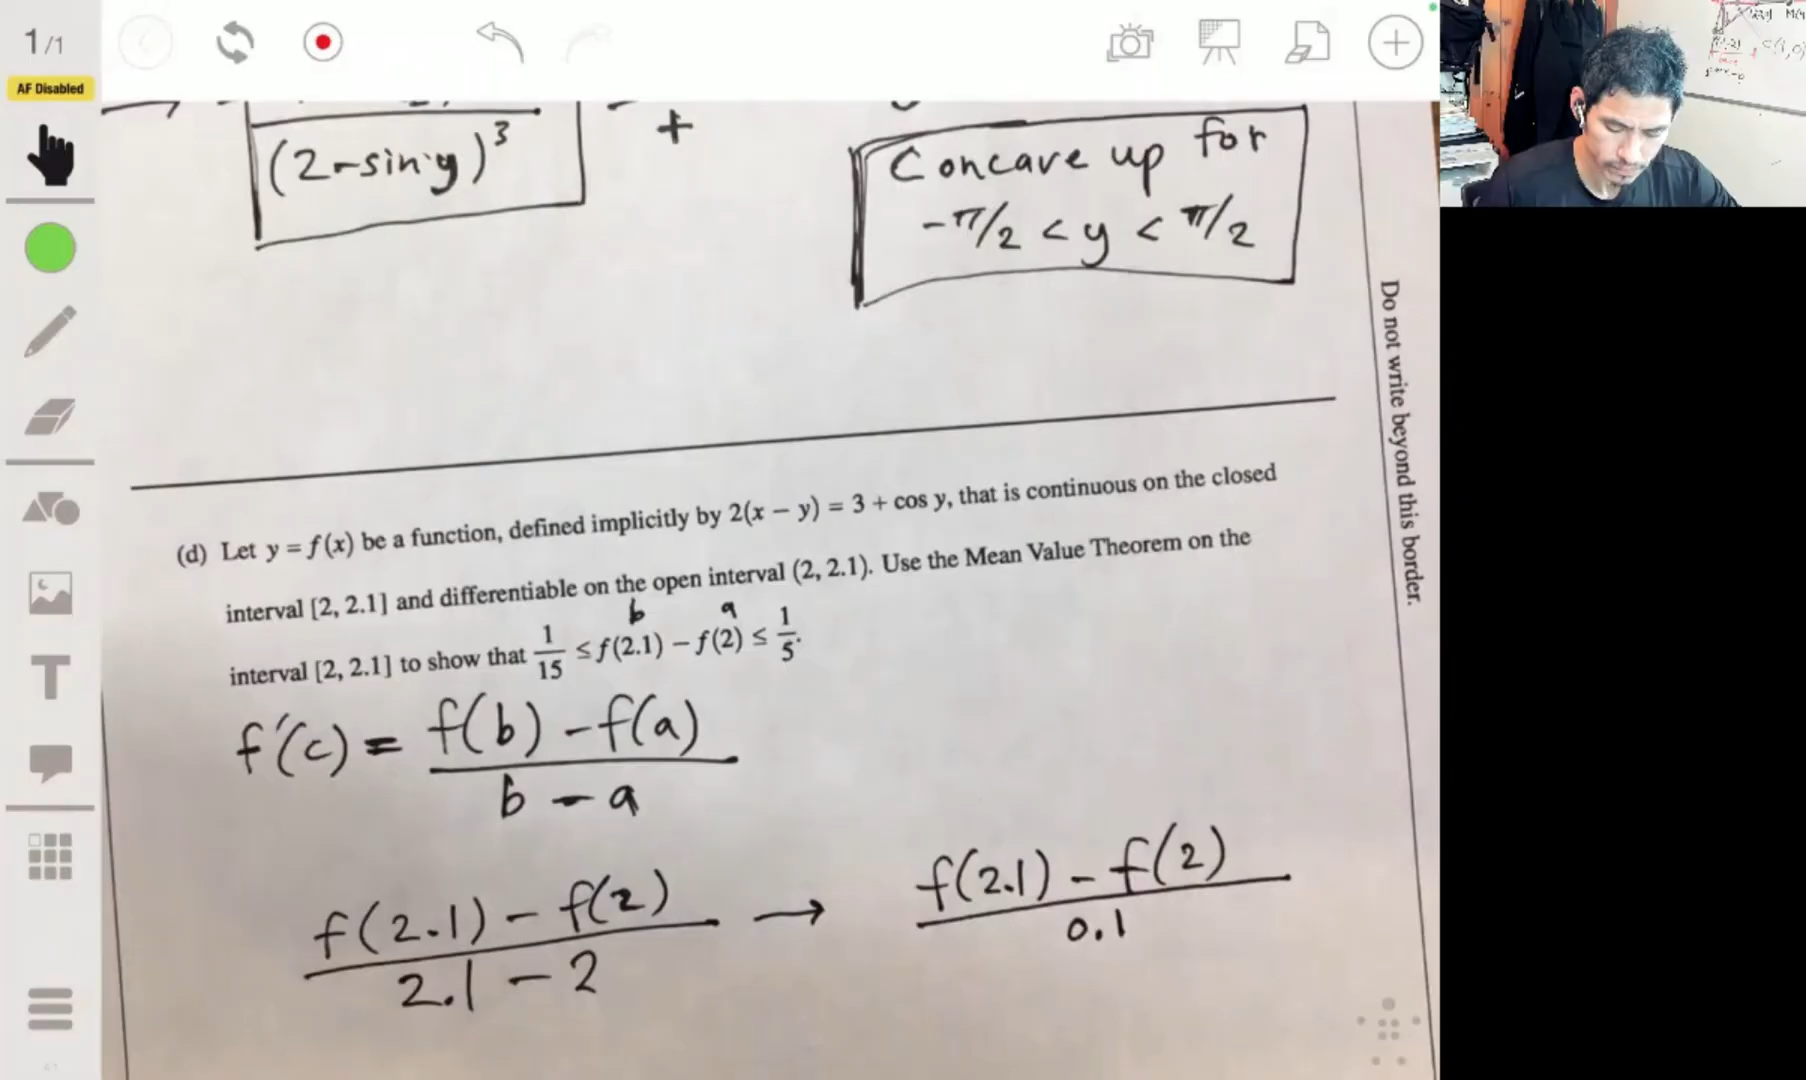 1/1
AF Disabled
(2-sin y)³
+
Concave up for
-π/2 < y < π/2
Do not write beyond this border.
(d) Let y = f(x) be a function, defined implicitly by 2(x − y) = 3 + cos y, that is continuous on the closed
interval [2, 2.1] and differentiable on the open interval (2, 2.1). Use the Mean Value Theorem on the
b a
interval [2, 2.1] to show that 1/15 ≤ f(2.1) − f(2) ≤ 1/5.
f'(c) = f(b) - f(a)
b - a
f(2.1) - f(2) → f(2.1) - f(2)
2.1 - 2 0.1
T